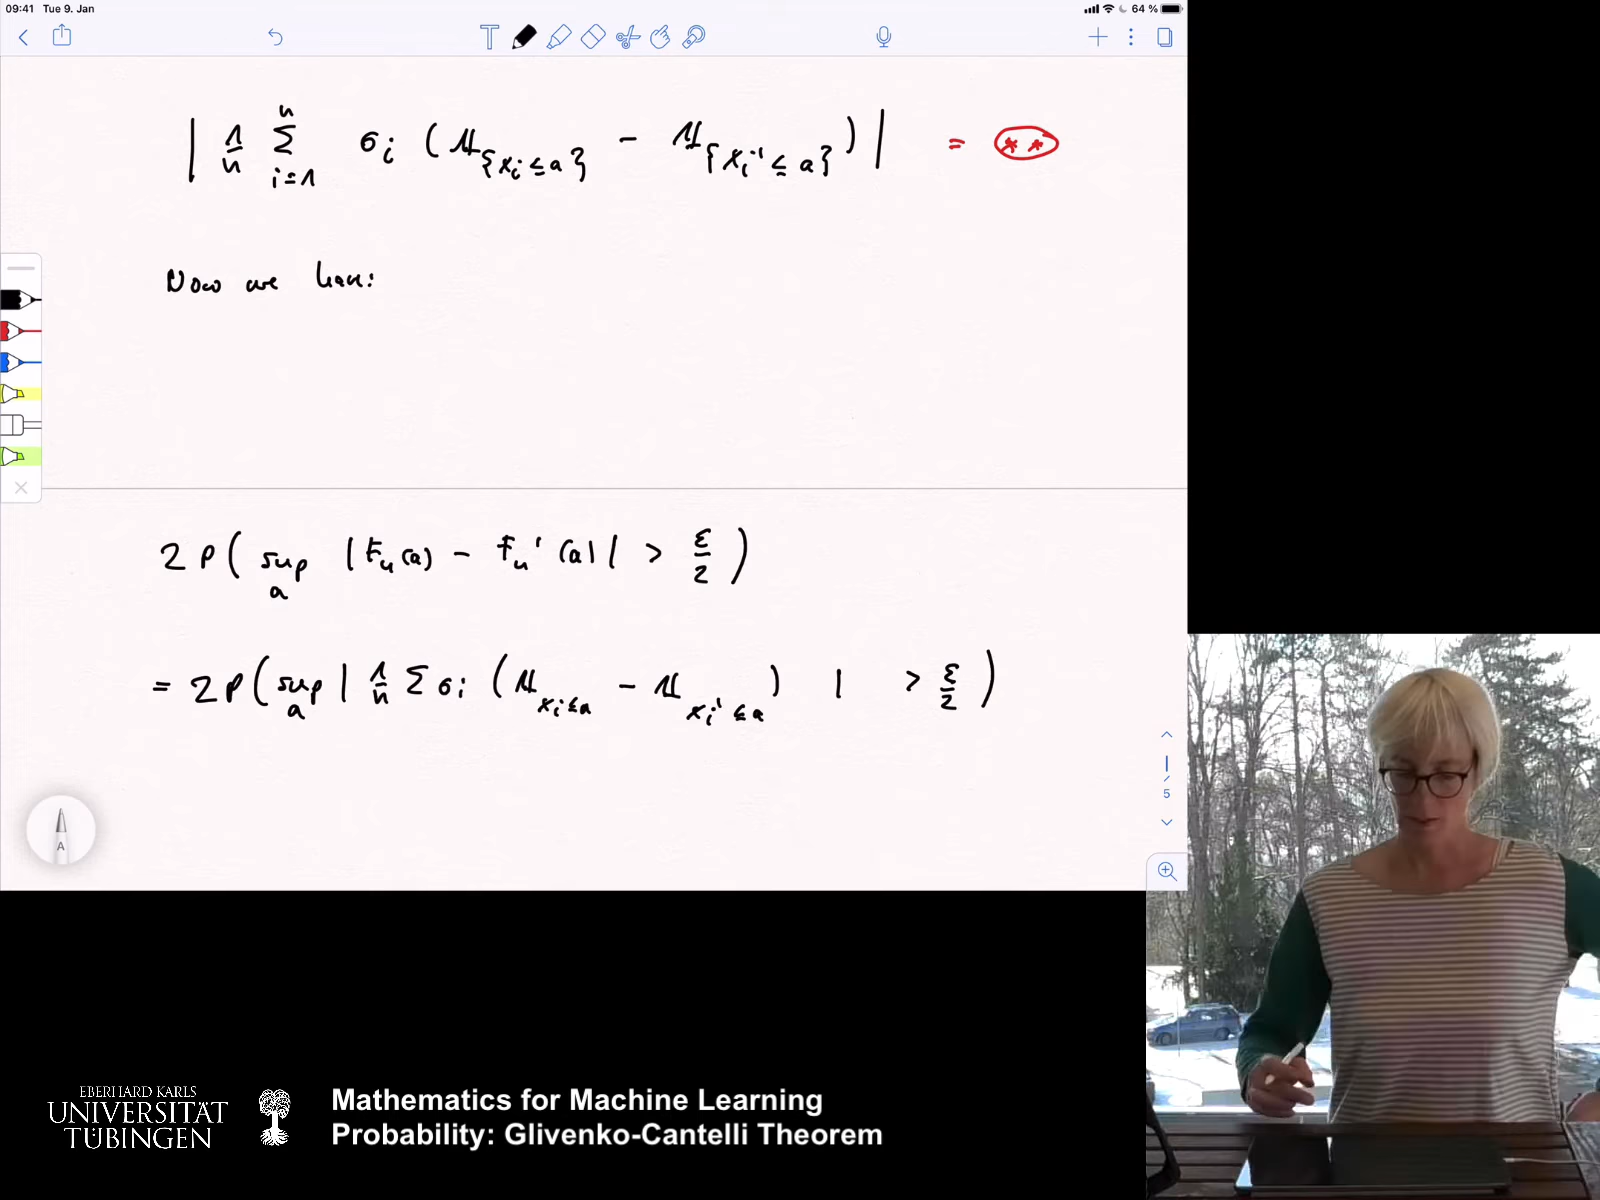 09:41 Tue 9. Jan 64 %
| 1/n Σ_{i=1}^{n} σ_i ( 𝟙_{{X_i ≤ a}} − 𝟙_{{X_i' ≤ a}} ) | = **
Now we have:
2 P( sup_a | F_n(a) − F_n'(a) | > ε/2 )
= 2 P( sup_a | 1/n Σ σ_i ( 𝟙_{X_i ≤ a} − 𝟙_{X_i' ≤ a} ) | > ε/2 )
1 / 5
A
EBERHARD KARLS
UNIVERSITÄT
TÜBINGEN
Mathematics for Machine Learning
Probability: Glivenko-Cantelli Theorem